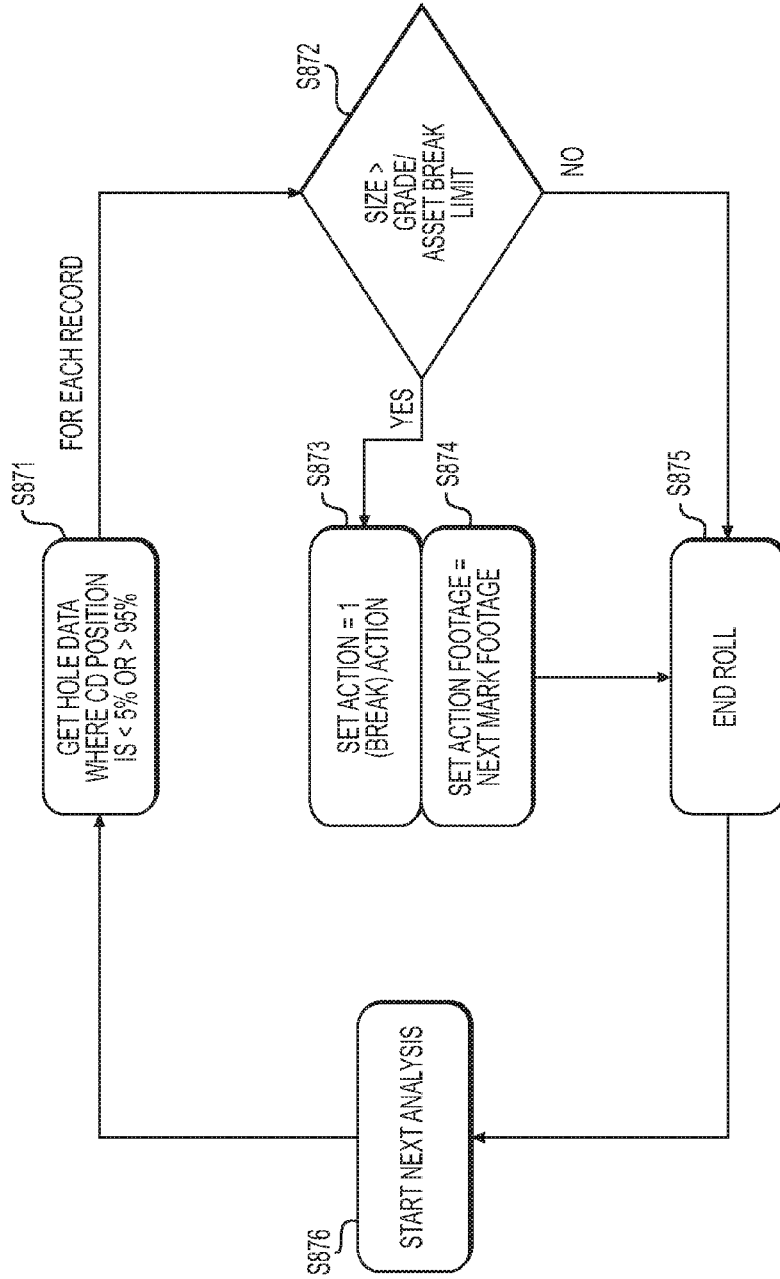 S871
GET HOLE DATA
WHERE CD POSITION
IS < 5% OR > 95%
FOR EACH RECORD
S872
SIZE >
GRADE/
ASSET BREAK
LIMIT
YES
NO
S873
SET ACTION = 1
(BREAK) ACTION
S874
SET ACTION FOOTAGE =
NEXT MARK FOOTAGE
S875
END ROLL
S876
START NEXT ANALYSIS